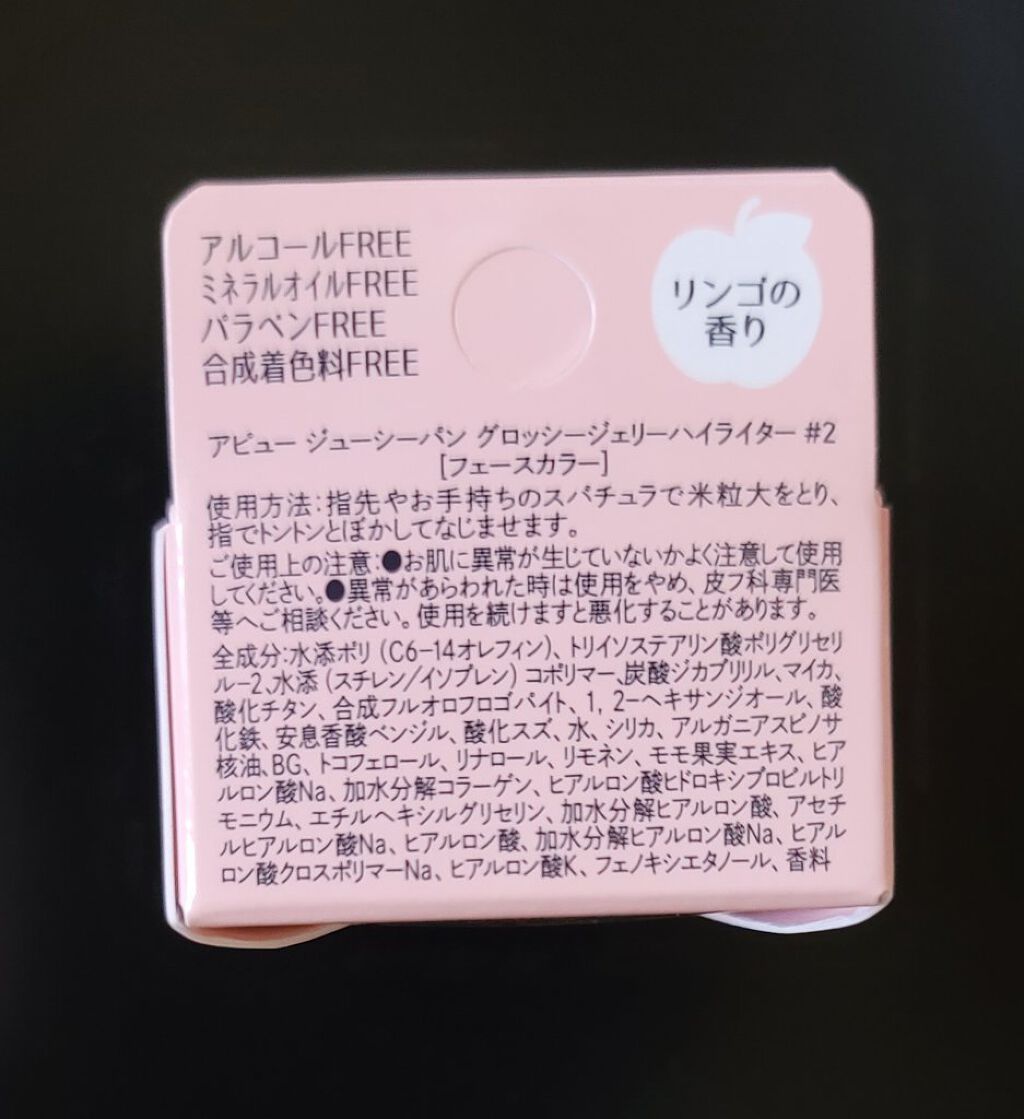 アルコールFREE
ミネラルオイルFREE
パラベンFREE
合成着色料FREE
リンゴの
香り
アピュー ジューシーパン グロッシージェリーハイライター #2
[フェースカラー]
使用方法:指先やお手持ちのスパチュラで米粒大をとり、
指でトントンとぼかしてなじませます。
ご使用上の注意:●お肌に異常が生じていないかよく注意して使用
してください。●異常があらわれた時は使用をやめ、皮フ科専門医
等へご相談ください。使用を続けますと悪化することがあります。
全成分:水添ポリ(C6-14オレフィン)、トリイソステアリン酸ポリグリセリ
ル-2、水添(スチレン/イソプレン)コポリマー、炭酸ジカプリリル、マイカ、
酸化チタン、合成フルオロフロゴパイト、1, 2-ヘキサンジオール、酸
化鉄、安息香酸ベンジル、酸化スズ、水、シリカ、アルガニアスピノサ
核油、BG、トコフェロール、リナロール、リモネン、モモ果実エキス、ヒア
ルロン酸Na、加水分解コラーゲン、ヒアルロン酸ヒドロキシプロピルトリ
モニウム、エチルヘキシルグリセリン、加水分解ヒアルロン酸、アセチ
ルヒアルロン酸Na、ヒアルロン酸、加水分解ヒアルロン酸Na、ヒアル
ロン酸クロスポリマーNa、ヒアルロン酸K、フェノキシエタノール、香料